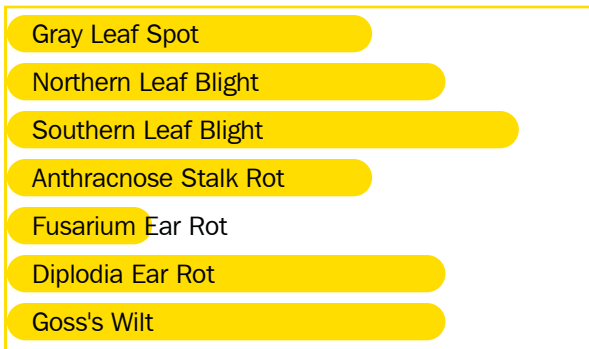 Gray Leaf Spot
Northern Leaf Blight
Southern Leaf Blight
Anthracnose Stalk Rot
Fusarium Ear Rot
Diplodia Ear Rot
Goss's Wilt